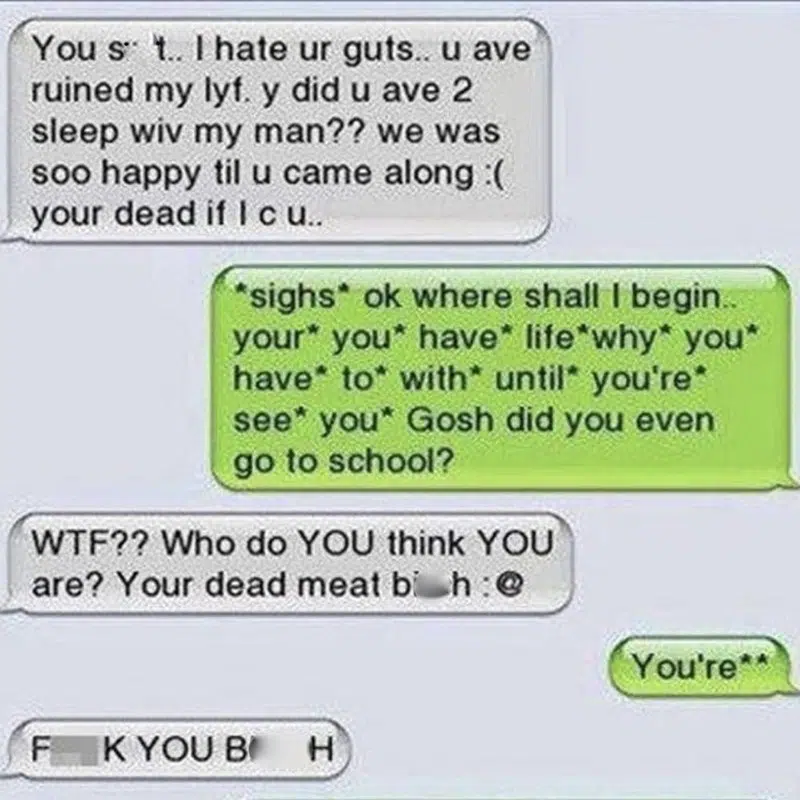 You s t.. I hate ur guts.. u ave
ruined my lyf. y did u ave 2
sleep wiv my man?? we was
soo happy til u came along :(
your dead if I c u..
*sighs* ok where shall I begin..
your* you* have* life*why* you*
have* to* with* until* you're*
see* you* Gosh did you even
go to school?
WTF?? Who do YOU think YOU
are? Your dead meat bi h :@
You're**
F K YOU B H